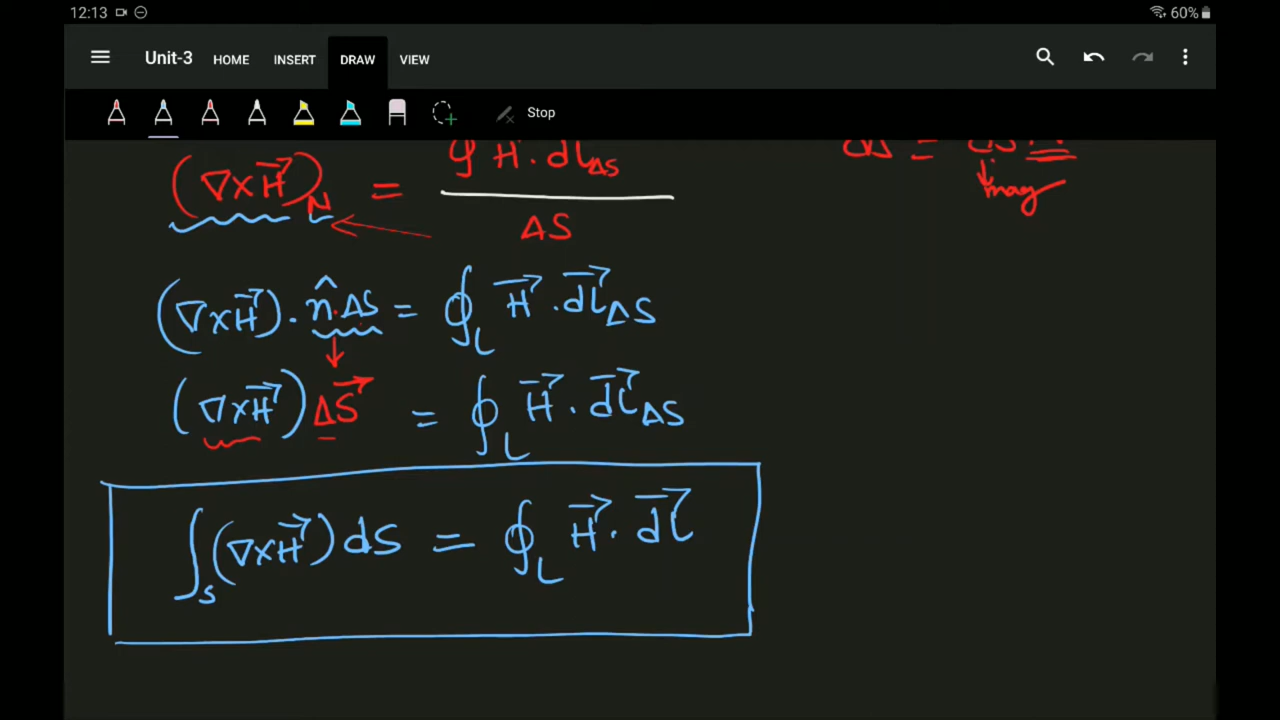 12:13 60%
Unit-3 HOME INSERT DRAW VIEW
Stop
(∇×H⃗)N = ∮ H⃗ . dl ΔS / ΔS
mag
(∇×H⃗) . n̂ . ΔS = ∮L H⃗ . dl⃗ ΔS
(∇×H⃗) ΔS⃗ = ∮L H⃗ . dl⃗ ΔS
∫s (∇×H⃗) dS = ∮L H⃗ . dl⃗